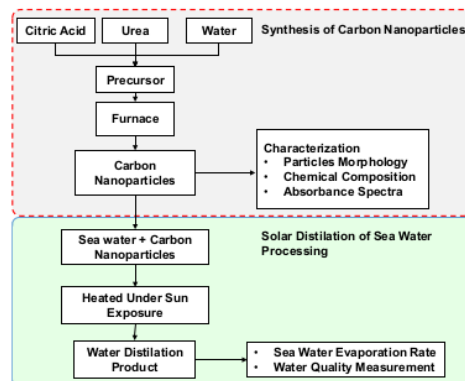 Citric Acid
Urea
Water
Synthesis of Carbon Nanoparticles
Precursor
Furnace
Carbon
Nanoparticles
Characterization
• Particles Morphology
• Chemical Composition
• Absorbance Spectra
Sea water + Carbon
Nanoparticles
Solar Distilation of Sea Water
Processing
Heated Under Sun
Exposure
Water Distilation
Product
• Sea Water Evaporation Rate
• Water Quality Measurement